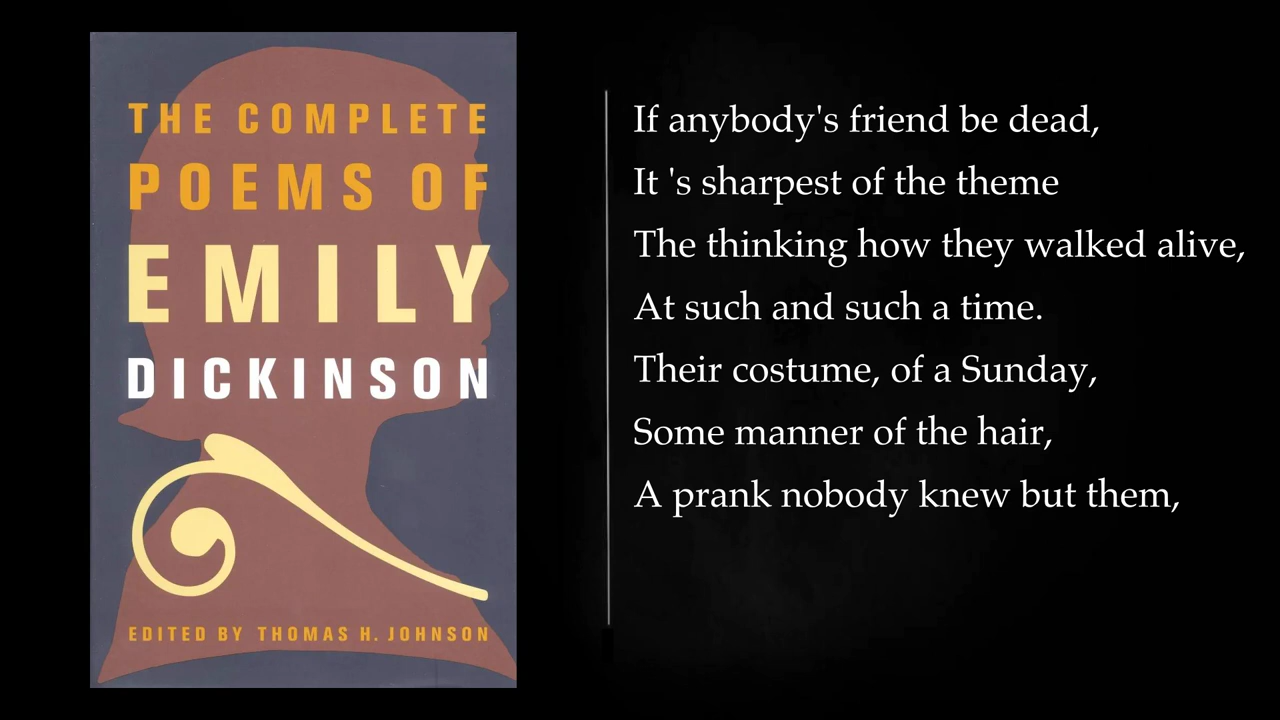 THE COMPLETE
POEMS OF
EMILY
DICKINSON
EDITED BY THOMAS H. JOHNSON
If anybody's friend be dead,
It 's sharpest of the theme
The thinking how they walked alive,
At such and such a time.
Their costume, of a Sunday,
Some manner of the hair,
A prank nobody knew but them,